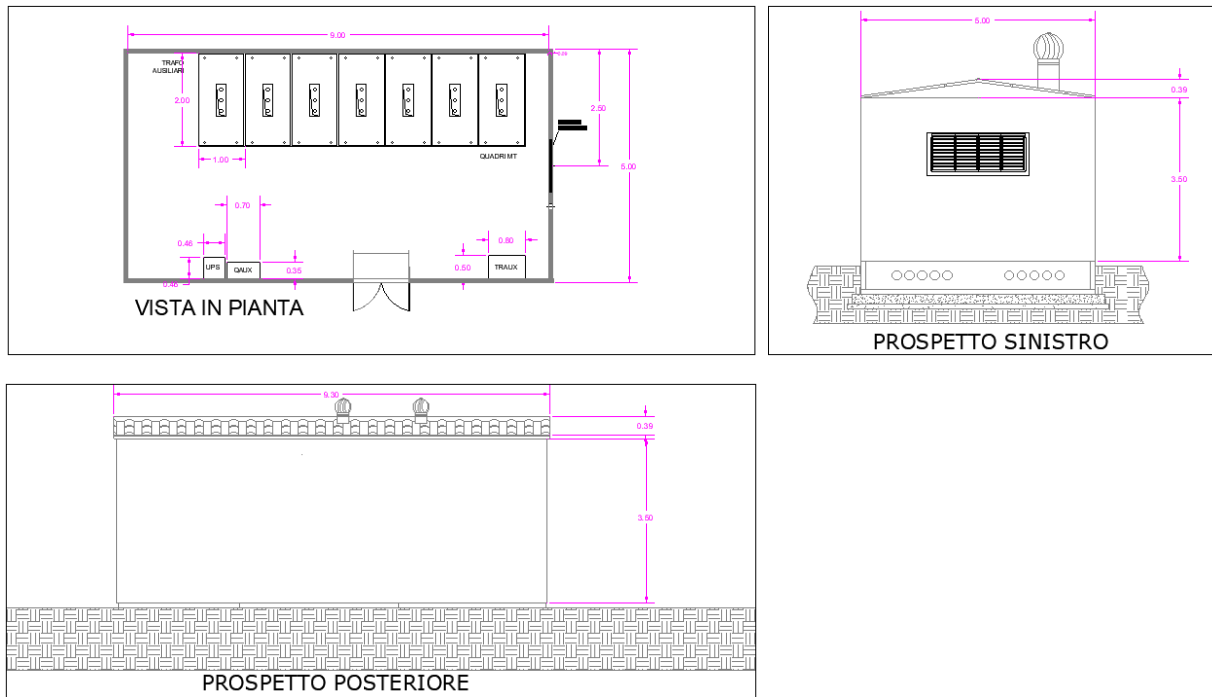 9.00
TRAFO
AUSILIARI
2.00
1.00
QUADRI MT
2.50
5.00
0.70
0.46
UPS
QAUX
0.35
0.46
0.80
0.50
TRAUX
VISTA IN PIANTA
5.00
0.39
3.50
PROSPETTO SINISTRO
9.30
0.39
3.50
PROSPETTO POSTERIORE